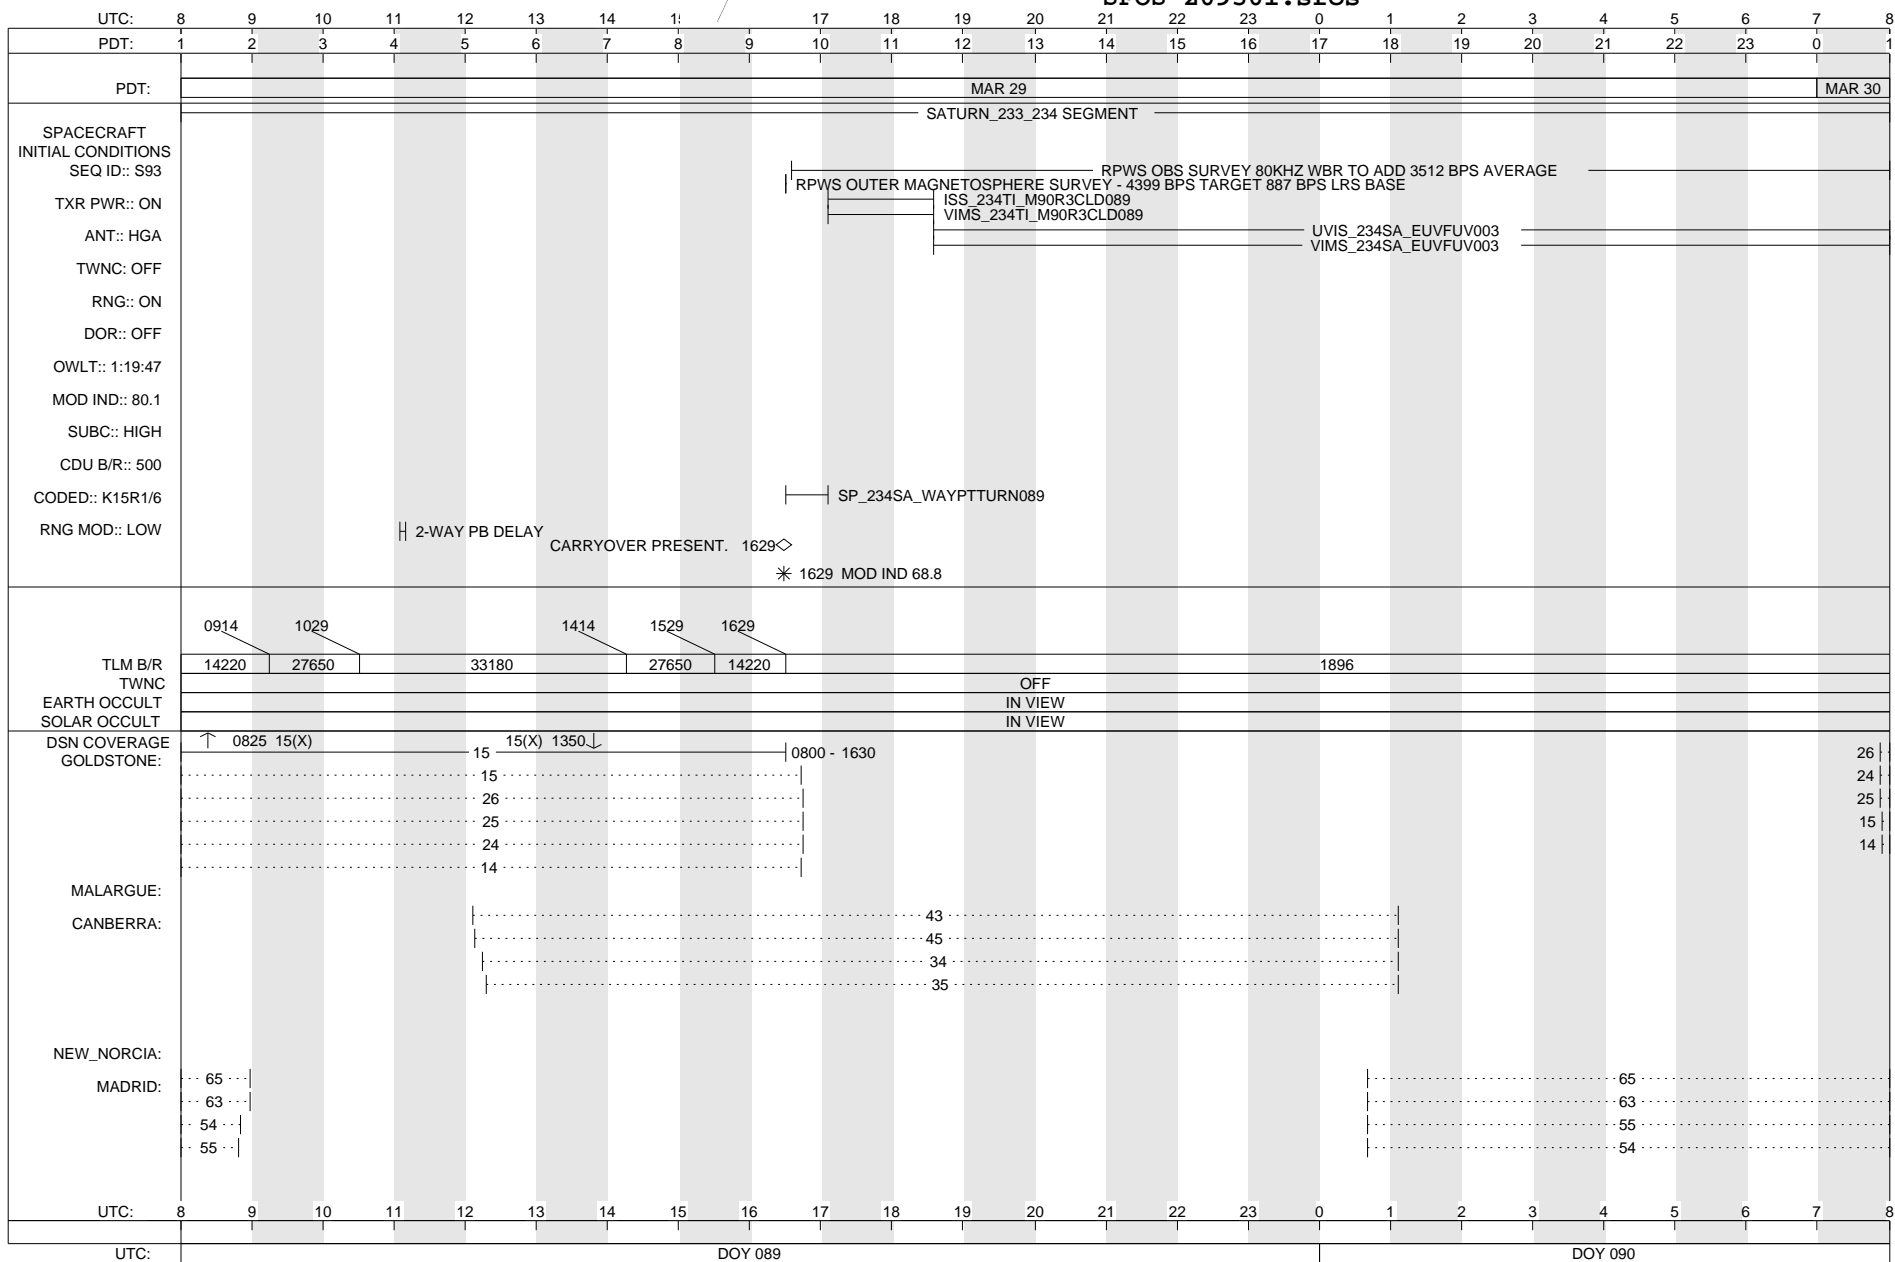 SFOS
UTC: 8 9 10 11 12 13 14 15 17 18 19 20 21 22 23 0 1 2 3 4 5 6 7 8
PDT: 1 2 3 4 5 6 7 8 9 10 11 12 13 14 15 16 17 18 19 20 21 22 23 0 1
PDT: MAR 29 MAR 30
SATURN_233_234 SEGMENT
SPACECRAFT
INITIAL CONDITIONS
SEQ ID:: S93 RPWS OBS SURVEY 80KHZ WBR TO ADD 3512 BPS AVERAGE
RPWS OUTER MAGNETOSPHERE SURVEY - 4399 BPS TARGET 887 BPS LRS BASE
TXR PWR:: ON ISS_234TI_M90R3CLD089
VIMS_234TI_M90R3CLD089
ANT:: HGA UVIS_234SA_EUVFUV003
VIMS_234SA_EUVFUV003
TWNC: OFF
RNG:: ON
DOR:: OFF
OWLT:: 1:19:47
MOD IND:: 80.1
SUBC:: HIGH
CDU B/R:: 500
CODED:: K15R1/6 SP_234SA_WAYPTTURN089
RNG MOD:: LOW 2-WAY PB DELAY
CARRYOVER PRESENT. 1629
1629 MOD IND 68.8
0914 1029 1414 1529 1629
TLM B/R 14220 27650 33180 27650 14220 1896
TWNC OFF
EARTH OCCULT IN VIEW
SOLAR OCCULT IN VIEW
DSN COVERAGE 0825 15(X) 15(X) 1350
GOLDSTONE: 15 0800 - 1630 26
15 24
26 25
25 15
24 14
14
MALARGUE:
CANBERRA: 43
45
34
35
NEW_NORCIA:
MADRID: 65 65
63 63
54 55
55 54
UTC: 8 9 10 11 12 13 14 15 16 17 18 19 20 21 22 23 0 1 2 3 4 5 6 7 8
UTC: DOY 089 DOY 090